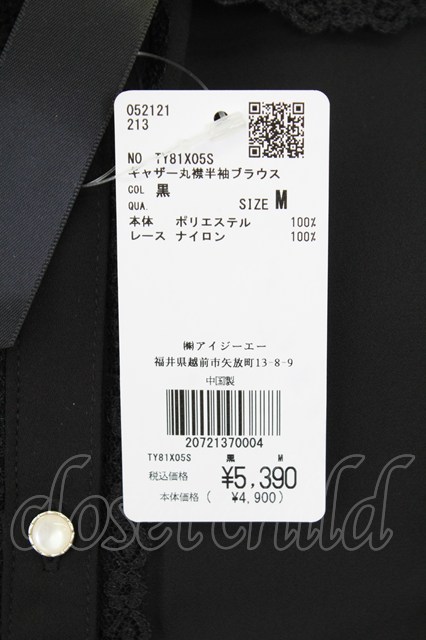 052121
213
NO TY81X05S
ギャザー丸襟半袖ブラウス
COL 黒
QUA. SIZE M
本体 ポリエステル 100%
レース ナイロン 100%
㈱アイジーエー
福井県越前市矢放町13-8-9
中国製
20721370004
TY81X05S 黒 M
税込価格 ¥5,390
本体価格( ¥4,900)
closet child